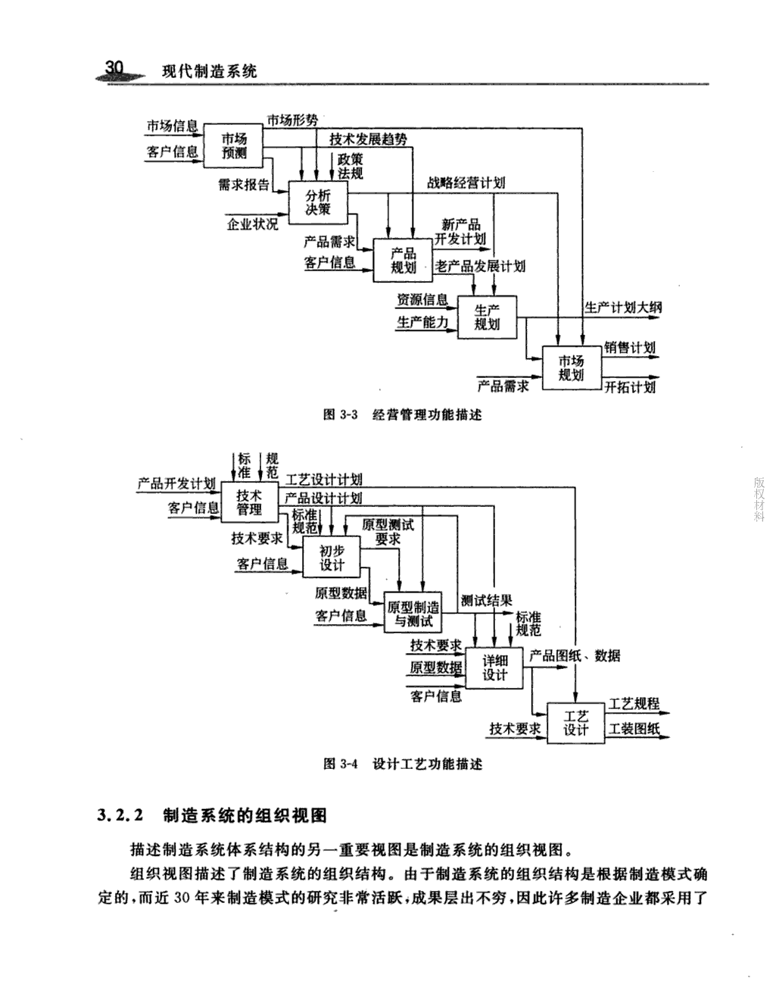 30 现代制造系统
市场信息
客户信息
市场
预测
市场形势
技术发展趋势
政策
法规
需求报告
分析
决策
企业状况
战略经营计划
产品需求
客户信息
产品
规划
新产品
开发计划
老产品发展计划
资源信息
生产能力
生产
规划
生产计划大纲
产品需求
市场
规划
销售计划
开拓计划
图 3-3 经营管理功能描述
标准
规范
产品开发计划
客户信息
技术
管理
工艺设计计划
产品设计计划
标准
规范
技术要求
客户信息
初步
设计
原型测试
要求
原型数据
客户信息
原型制造
与测试
测试结果
标准
规范
技术要求
原型数据
客户信息
详细
设计
产品图纸、数据
技术要求
工艺
设计
工艺规程
工装图纸
图 3-4 设计工艺功能描述
3.2.2 制造系统的组织视图
描述制造系统体系结构的另一重要视图是制造系统的组织视图。
组织视图描述了制造系统的组织结构。由于制造系统的组织结构是根据制造模式确
定的,而近 30 年来制造模式的研究非常活跃,成果层出不穷,因此许多制造企业都采用了
版权材料